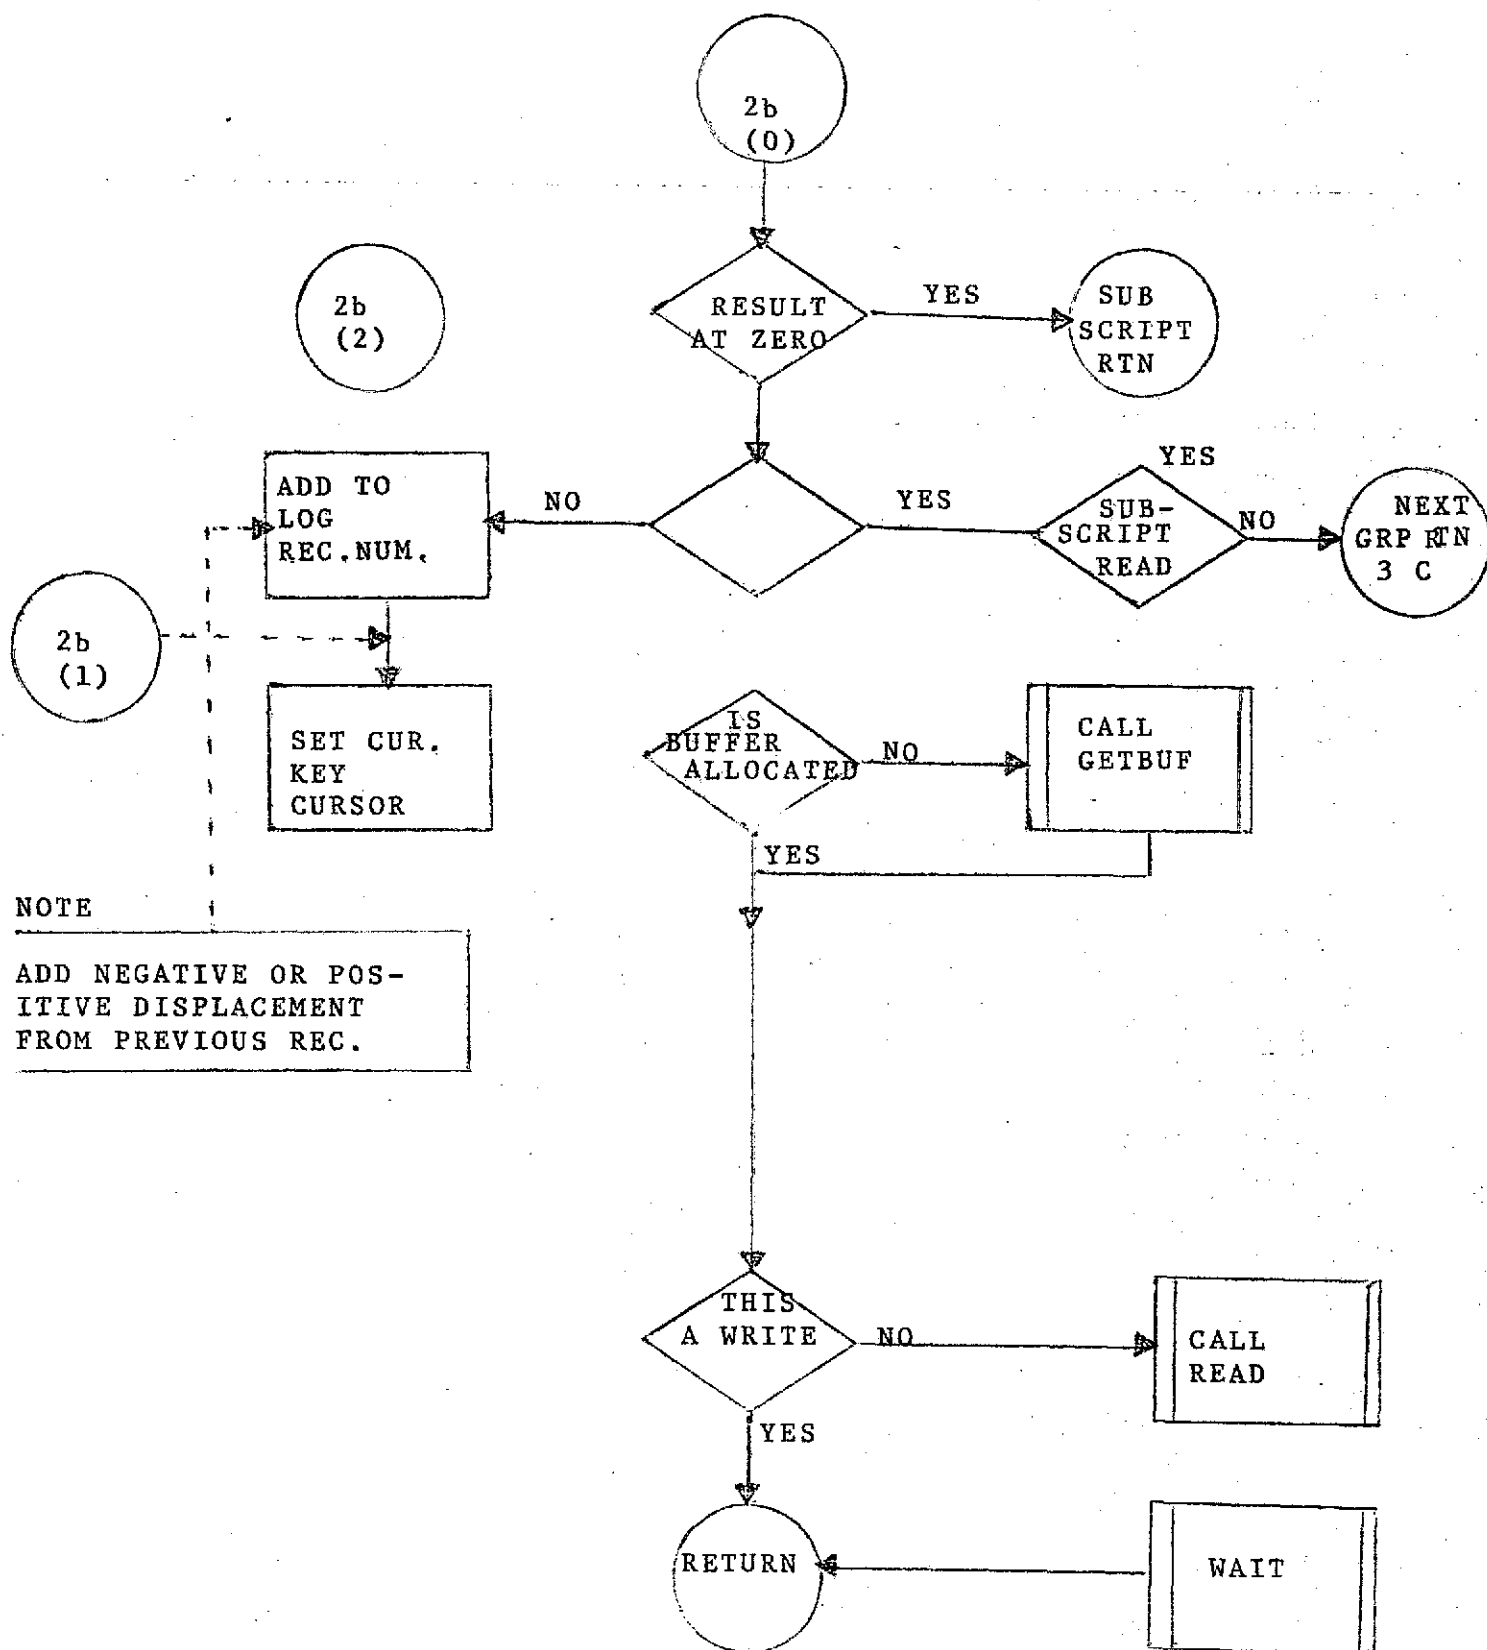 2b
(0)
2b
(2)
RESULT
AT ZERO
YES
SUB
SCRIPT
RTN
ADD TO
LOG
REC.NUM.
NO
YES
SUB-
SCRIPT
READ
YES
NO
NEXT
GRP RTN
3 C
2b
(1)
SET CUR.
KEY
CURSOR
IS
BUFFER
ALLOCATED
NO
CALL
GETBUF
YES
NOTE
ADD NEGATIVE OR POS-
ITIVE DISPLACEMENT
FROM PREVIOUS REC.
THIS
A WRITE
NO
CALL
READ
YES
RETURN
WAIT